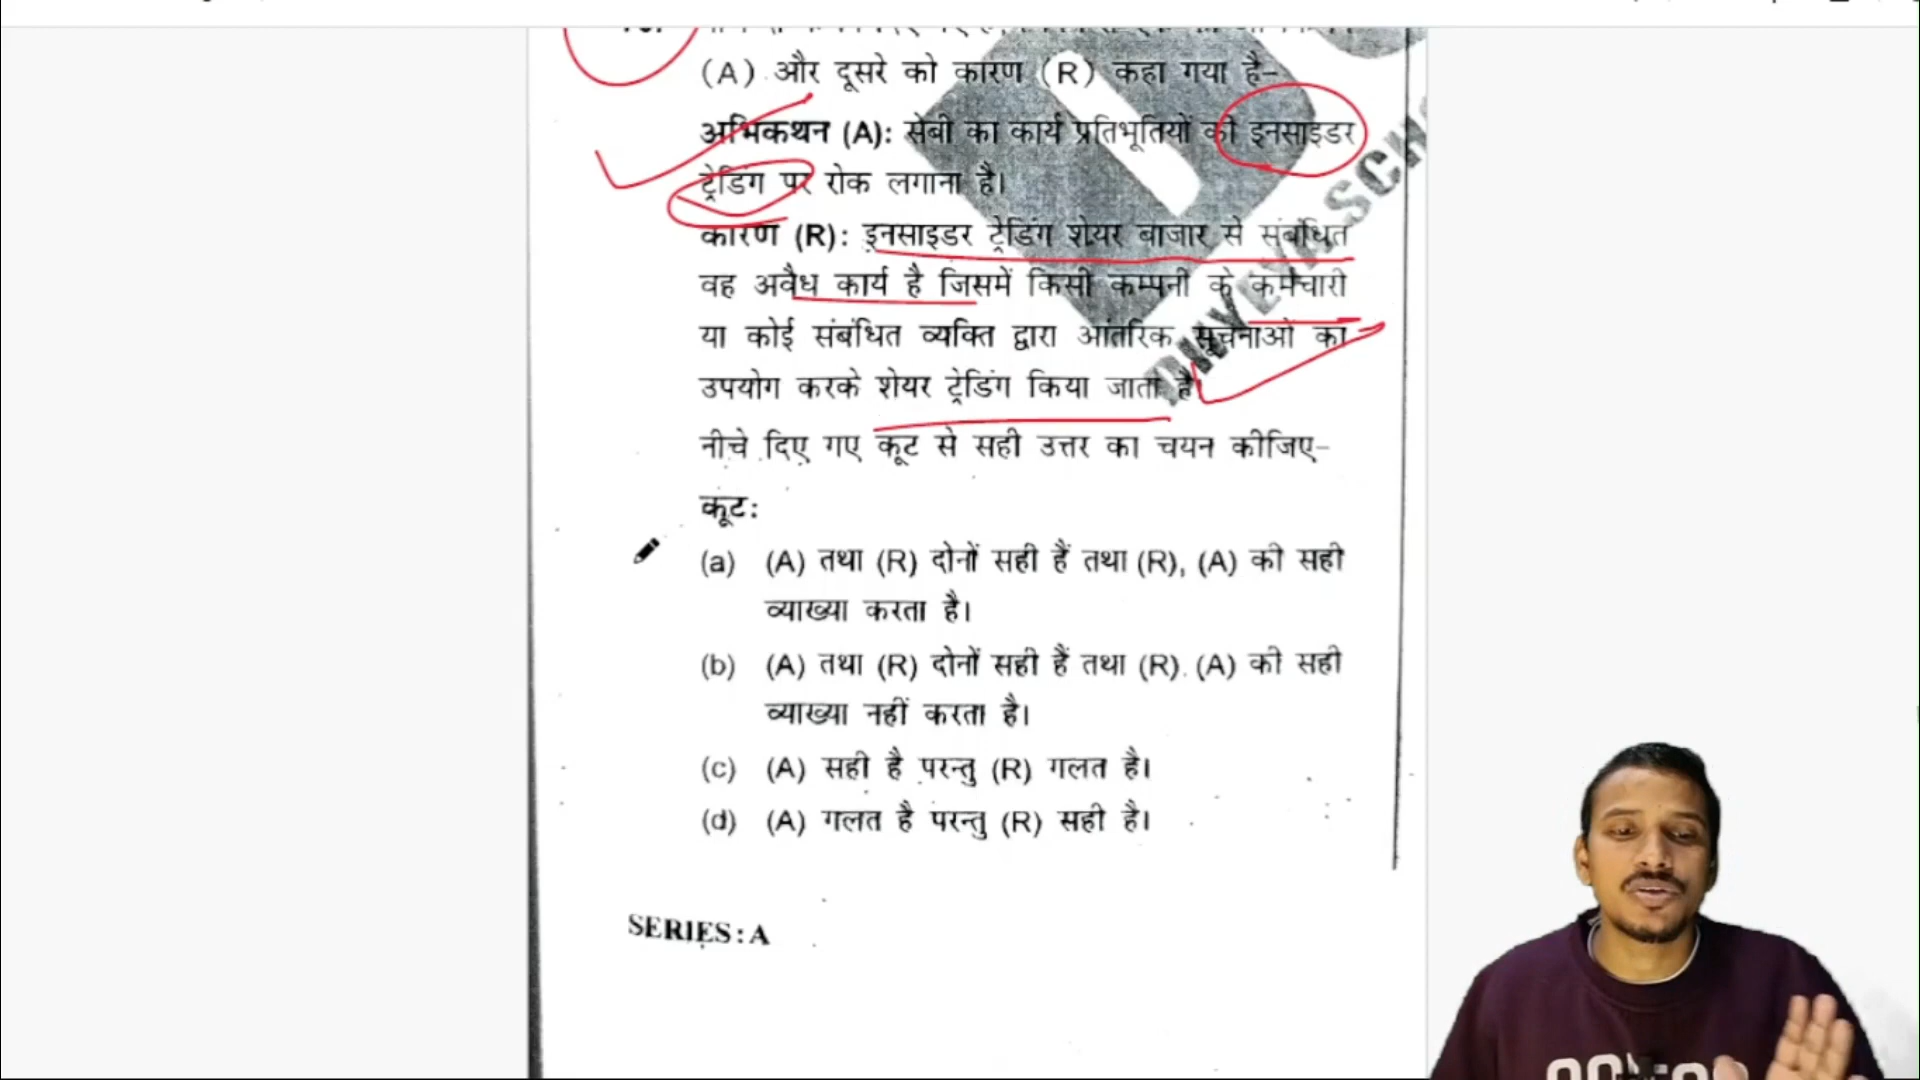 (A) और दूसरे को कारण (R) कहा गया है–
अभिकथन (A): सेबी का कार्य प्रतिभूतियों की इनसाइडर
ट्रेडिंग पर रोक लगाना है।
कारण (R): इनसाइडर ट्रेडिंग शेयर बाजार से संबंधित
वह अवैध कार्य है जिसमें किसी कम्पनी के कर्मचारी
या कोई संबंधित व्यक्ति द्वारा आंतरिक सूचनाओं का
उपयोग करके शेयर ट्रेडिंग किया जाता है
नीचे दिए गए कूट से सही उत्तर का चयन कीजिए–
कूट:
(a) (A) तथा (R) दोनों सही हैं तथा (R), (A) की सही
व्याख्या करता है।
(b) (A) तथा (R) दोनों सही हैं तथा (R). (A) की सही
व्याख्या नहीं करता है।
(c) (A) सही है परन्तु (R) गलत है।
(d) (A) गलत है परन्तु (R) सही है।
SERIES : A